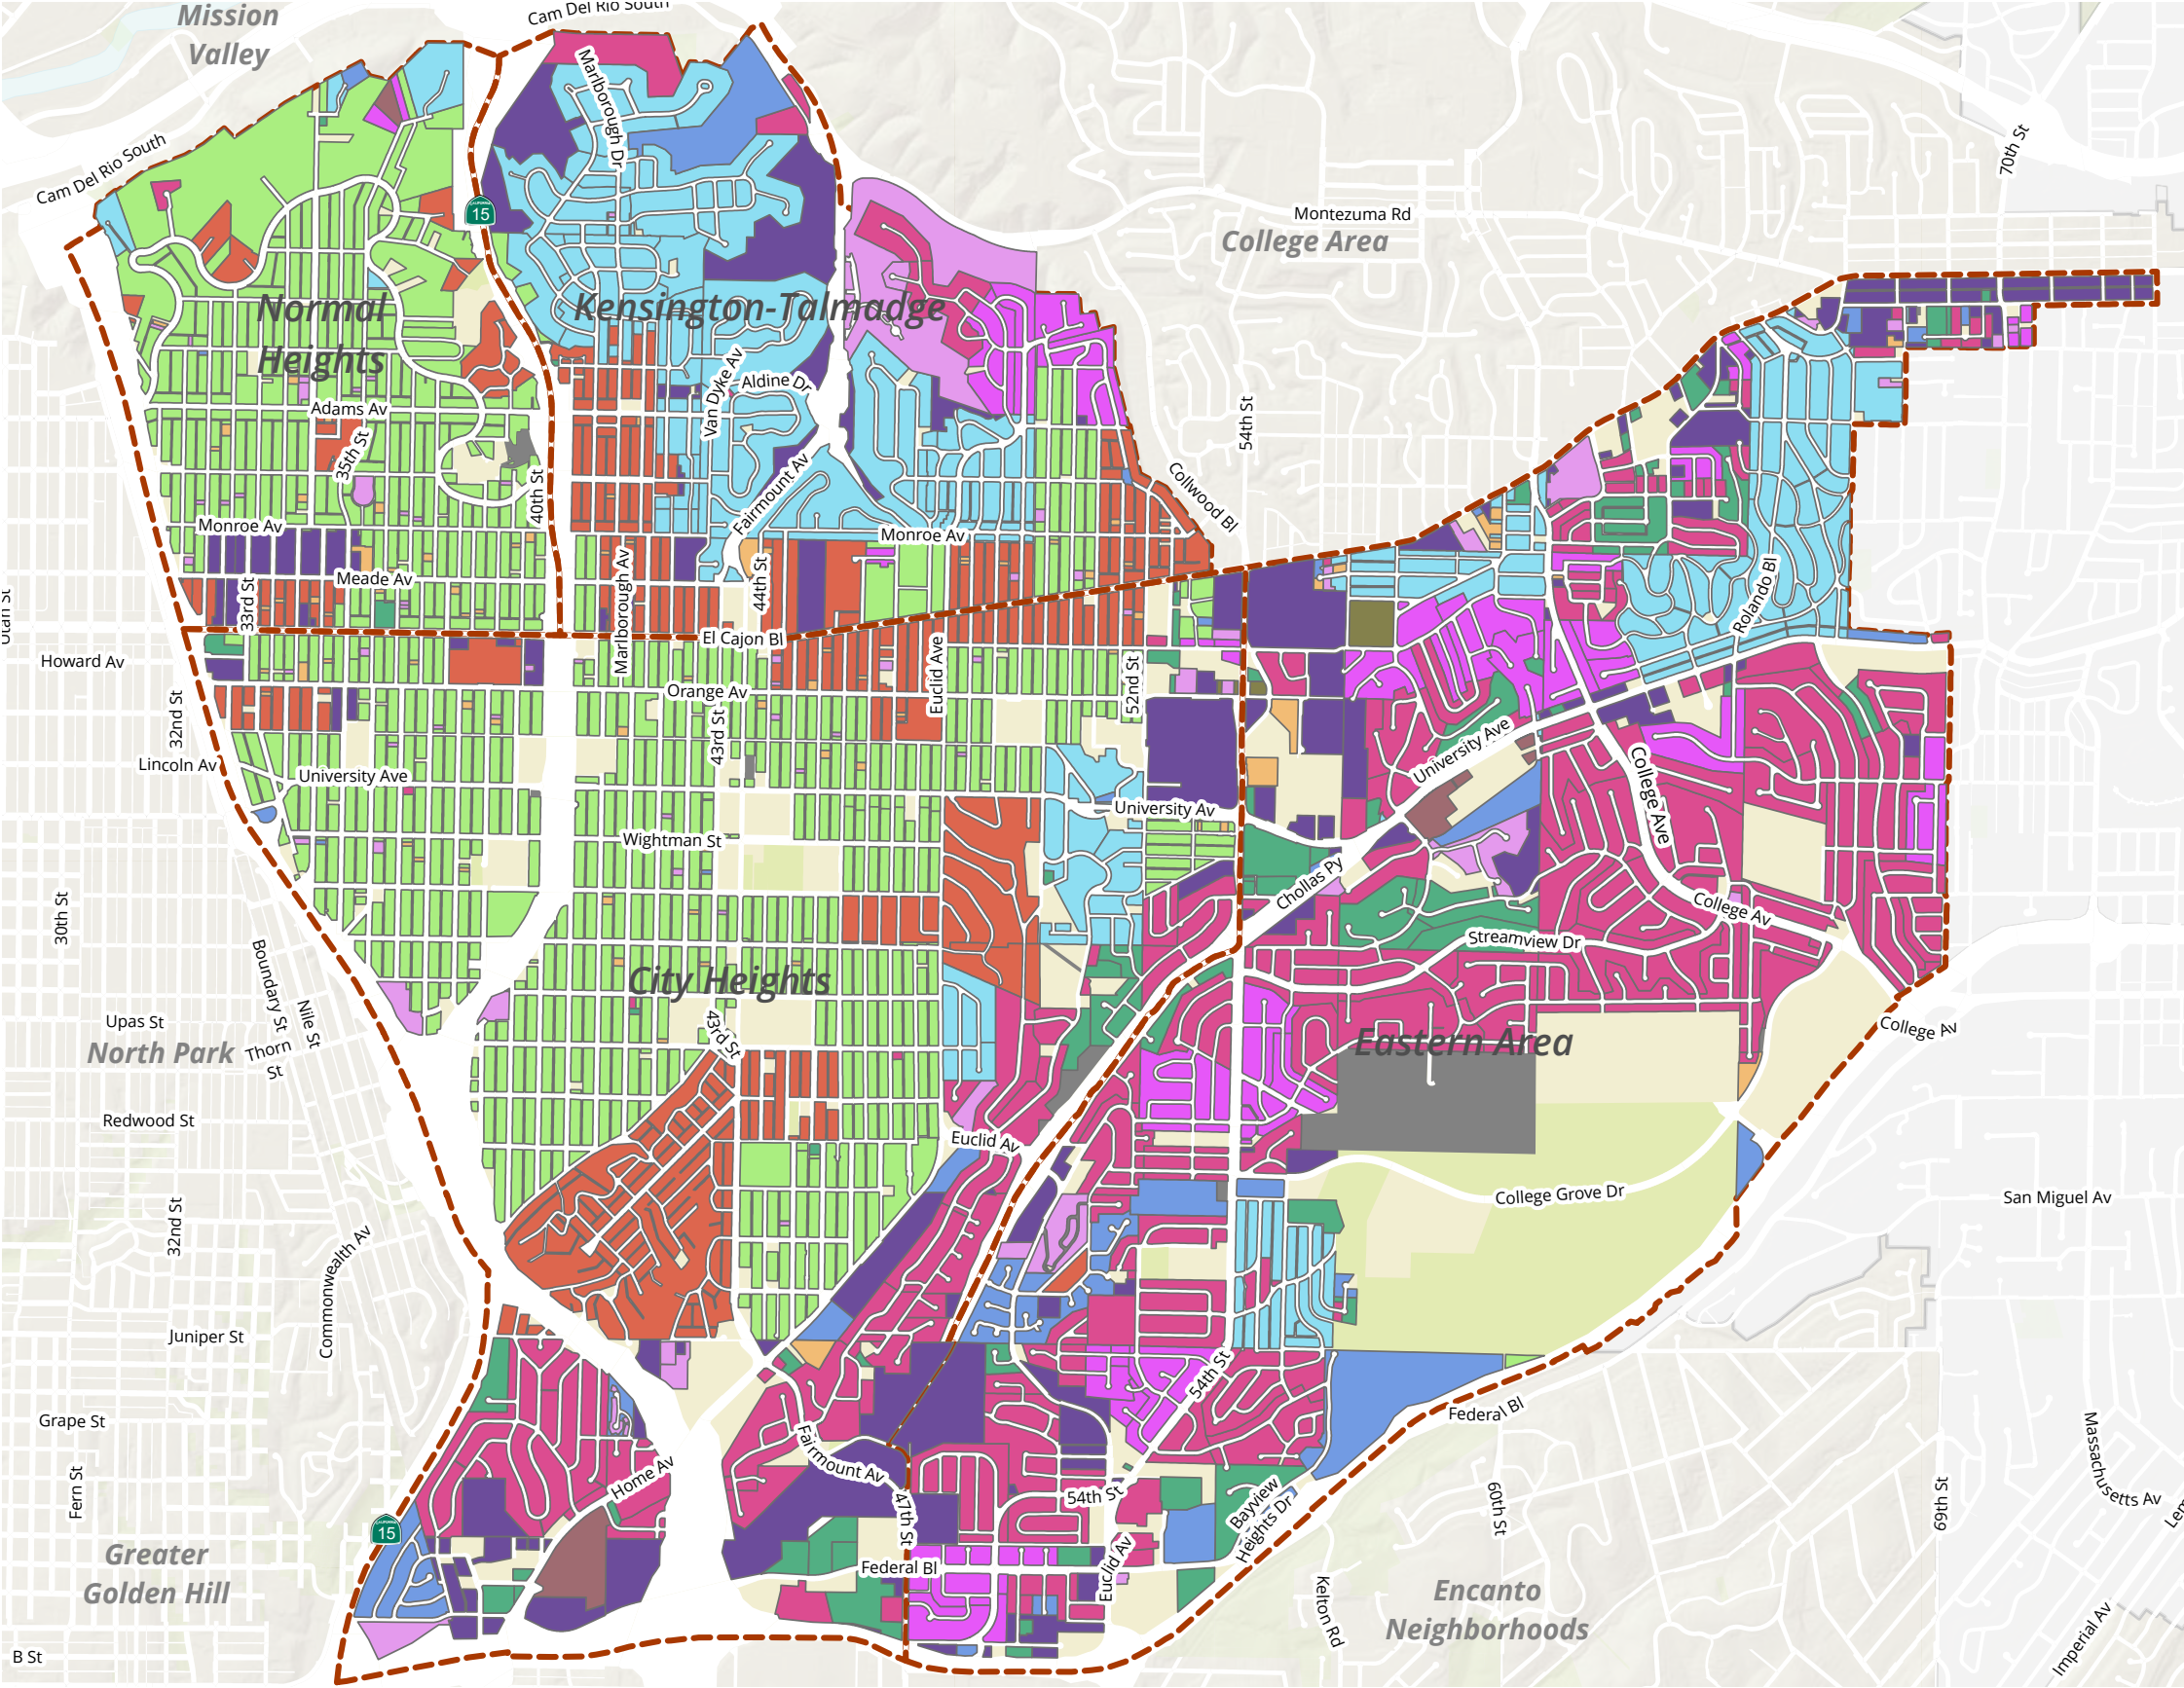 Cam Del Rio South
Mission
Valley
Marlborough Dr
Cam Del Rio South
70th St
CALIFORNIA
15
Montezuma Rd
College Area
Normal
Heights
Kensington-Talmadge
Van Dyke Av
Aldine Dr
Adams Av
35th St
54th St
40th St
Fairmount Av
Collwood Bl
Monroe Av
Monroe Av
Meade Av
33rd St
Marlborough Av
44th St
Rolando Bl
Utah St
El Cajon Bl
Howard Av
Euclid Ave
52nd St
Orange Av
32nd St
43rd St
University Ave
Lincoln Av
University Ave
College Ave
University Av
Wightman St
Chollas Py
30th St
College Av
Streamview Dr
Boundary St
City Heights
Nile St
Upas St
43rd St
College Av
North Park
Thorn
St
Eastern Area
Redwood St
Euclid Av
32nd St
College Grove Dr
San Miguel Av
Commonwealth Av
Juniper St
54th St
Grape St
Federal Bl
Fairmount Av
Home Av
Fern St
47th St
54th St
Bayview
Heights Dr
60th St
69th St
Massachusetts Av
CALIFORNIA
15
Greater
Golden Hill
Federal Bl
Euclid Av
Kelton Rd
Encanto
Neighborhoods
Imperial Av
B St